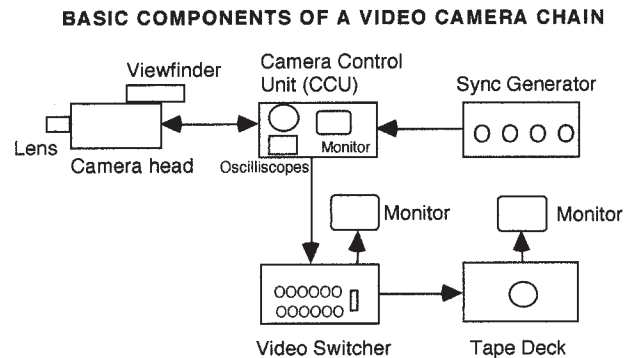 BASIC COMPONENTS OF A VIDEO CAMERA CHAIN
Viewfinder
Camera Control
Unit (CCU)
Sync Generator
Lens
Camera head
Monitor
Oscilliscopes
Monitor
Monitor
Video Switcher
Tape Deck